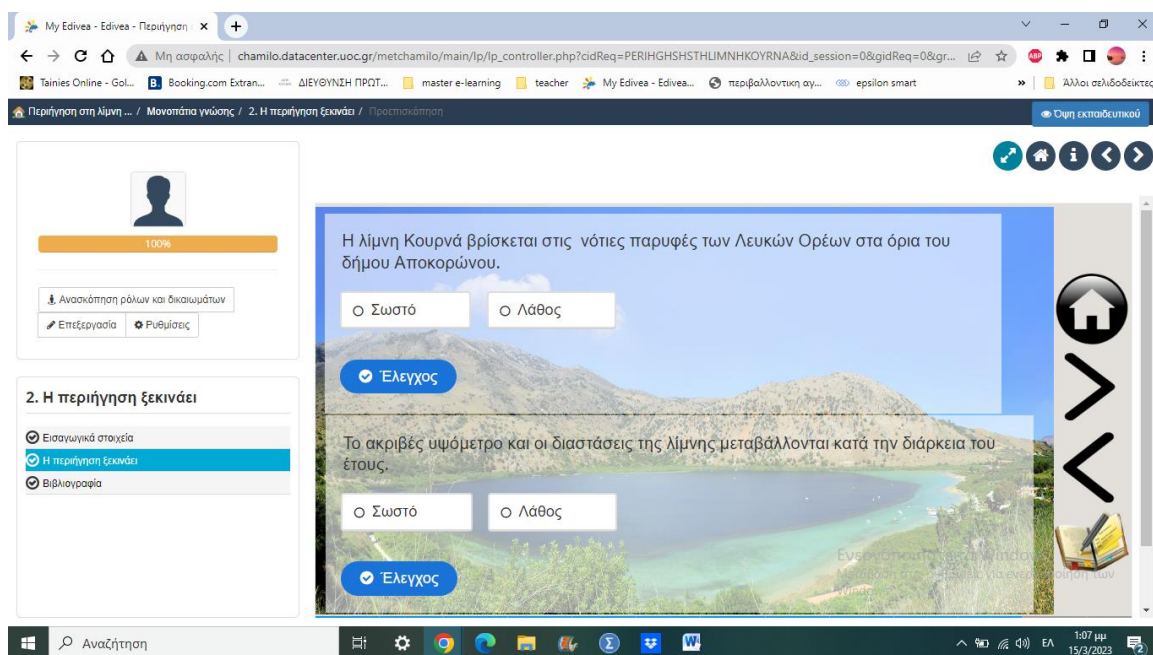 My Edivea - Edivea - Περιήγηση
Μη ασφαλής | chamilo.datacenter.uoc.gr/metchamilo/main/lp/lp_controller.php?cidReq=PERIHGHSHSTHLIMNHKOYRNA&id_session=0&gidReq=0&gr...
Tainies Online - Gol... Booking.com Extran... ΔΙΕΥΘΥΝΣΗ ΠΡΩΤ... master e-learning teacher My Edivea - Edivea... περιβαλλοντικη αγ... epsilon smart » Άλλοι σελιδοδείκτες
Περιήγηση στη λίμνη ... / Μονοπάτια γνώσης / 2. Η περιήγηση ξεκινάει / Προεπισκόπηση
Όψη εκπαιδευτικού
100%
Ανασκόπηση ρόλων και δικαιωμάτων
Επεξεργασία Ρυθμίσεις
2. Η περιήγηση ξεκινάει
Εισαγωγικά στοιχεία
Η περιήγηση ξεκινάει
Βιβλιογραφία
Η λίμνη Κουρνά βρίσκεται στις νότιες παρυφές των Λευκών Ορέων στα όρια του
δήμου Αποκορώνου.
Σωστό Λάθος
Έλεγχος
Το ακριβές υψόμετρο και οι διαστάσεις της λίμνης μεταβάλλονται κατά την διάρκεια του
έτους.
Σωστό Λάθος
Έλεγχος
Αναζήτηση
ΕΛ
1:07 μμ
15/3/2023